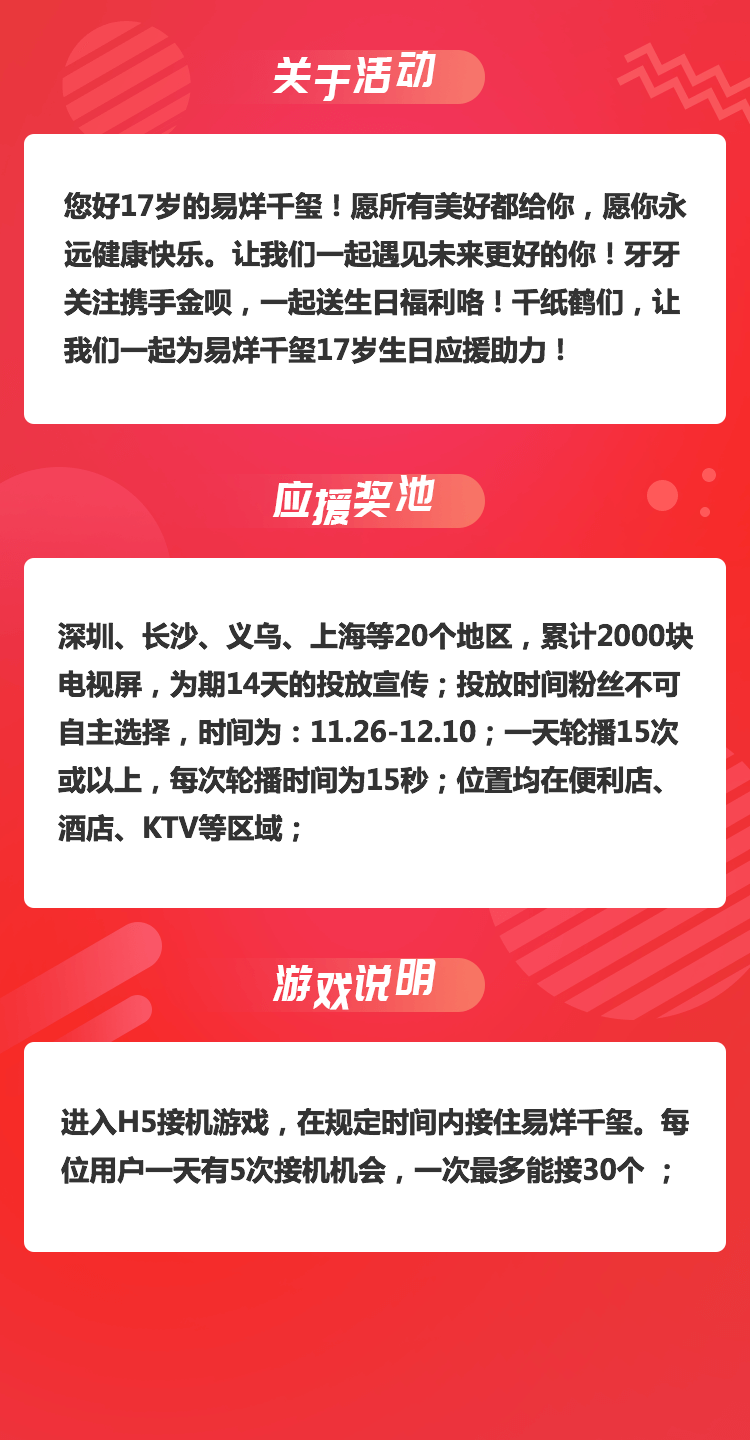 关于活动
您好17岁的易烊千玺！愿所有美好都给你，愿你永
远健康快乐。让我们一起遇见未来更好的你！牙牙
关注携手金呗，一起送生日福利咯！千纸鹤们，让
我们一起为易烊千玺17岁生日应援助力！
应援奖池
深圳、长沙、义乌、上海等20个地区，累计2000块
电视屏，为期14天的投放宣传；投放时间粉丝不可
自主选择，时间为：11.26-12.10；一天轮播15次
或以上，每次轮播时间为15秒；位置均在便利店、
酒店、KTV等区域；
游戏说明
进入H5接机游戏，在规定时间内接住易烊千玺。每
位用户一天有5次接机机会，一次最多能接30个 ；